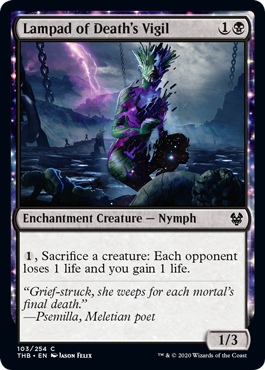 Lampad of Death's Vigil 1
Enchantment Creature — Nymph
1, Sacrifice a creature: Each opponent
loses 1 life and you gain 1 life.
"Grief-struck, she weeps for each mortal's
final death."
—Psemilla, Meletian poet
1/3
103/254 C
THB • EN Jason Felix
™ & © 2020 Wizards of the Coast